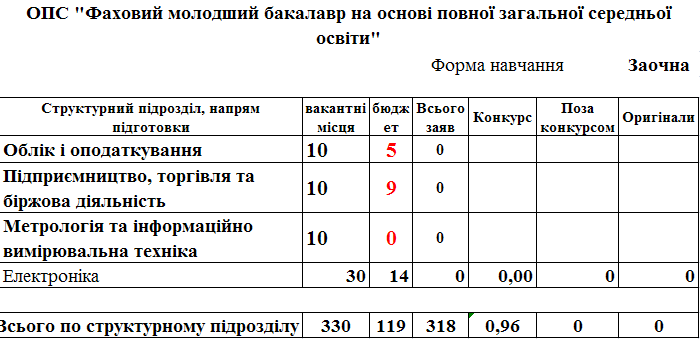 ОПС "Фаховий молодший бакалавр на основі повної загальної середньої
освіти"
Форма навчання Заочна
Структурний підрозділ, напрям підготовки вакантні місця бюджет Всього заяв Конкурс Поза конкурсом Оригінали
Облік і оподаткування 10 5 0
Підприємництво, торгівля та
біржова діяльність 10 9 0
Метрологія та інформаційно
вимірювальна техніка 10 0 0
Електроніка 30 14 0 0,00 0 0
Всього по структурному підрозділу 330 119 318 0,96 0 0